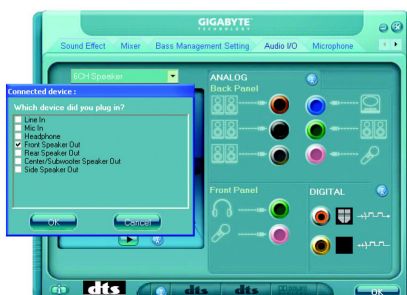 GIGABYTE
TECHNOLOGY
Sound Effect
Mixer
Bass Management Setting
Audio I/O
Microphone
6CH Speaker
ANALOG
Back Panel
Connected device :
Which device did you plug in?
Line In
Mic In
Headphone
Front Speaker Out
Rear Speaker Out
Center/Subwoofer Speaker Out
Side Speaker Out
OK
Cancel
Front Panel
DIGITAL
dts
dts
dts
OK